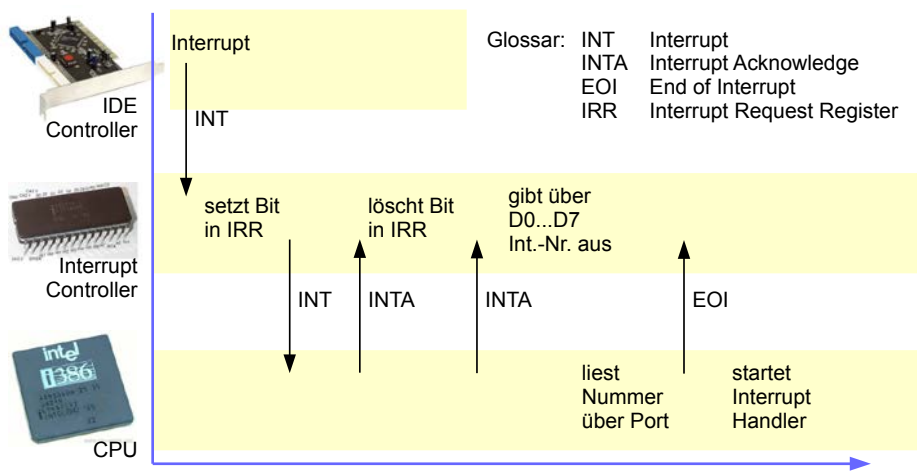 Interrupt
Glossar: INT Interrupt
INTA Interrupt Acknowledge
EOI End of Interrupt
IRR Interrupt Request Register
IDE
Controller
INT
setzt Bit
in IRR
löscht Bit
in IRR
gibt über
D0...D7
Int.-Nr. aus
Interrupt
Controller
INT
INTA
INTA
EOI
intel
i386
liest
Nummer
über Port
startet
Interrupt
Handler
CPU